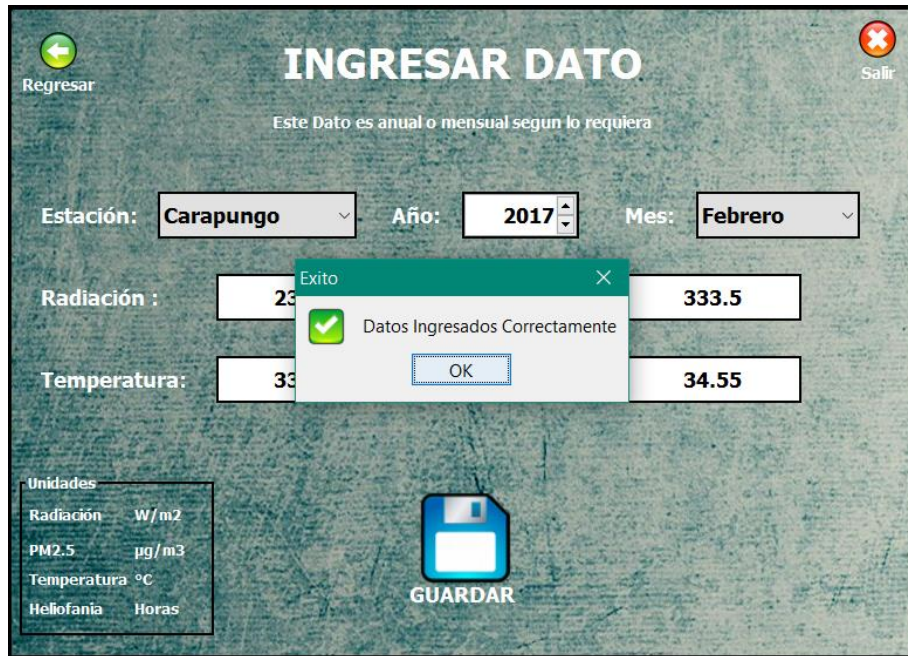 INGRESAR DATO
Regresar
Salir
Este Dato es anual o mensual segun lo requiera
Estación: Carapungo Año: 2017 Mes: Febrero
Exito
Radiación : 333.5
Datos Ingresados Correctamente
OK
Temperatura: 34.55
Unidades
Radiación W/m2
PM2.5 µg/m3
Temperatura °C
Heliofania Horas
GUARDAR